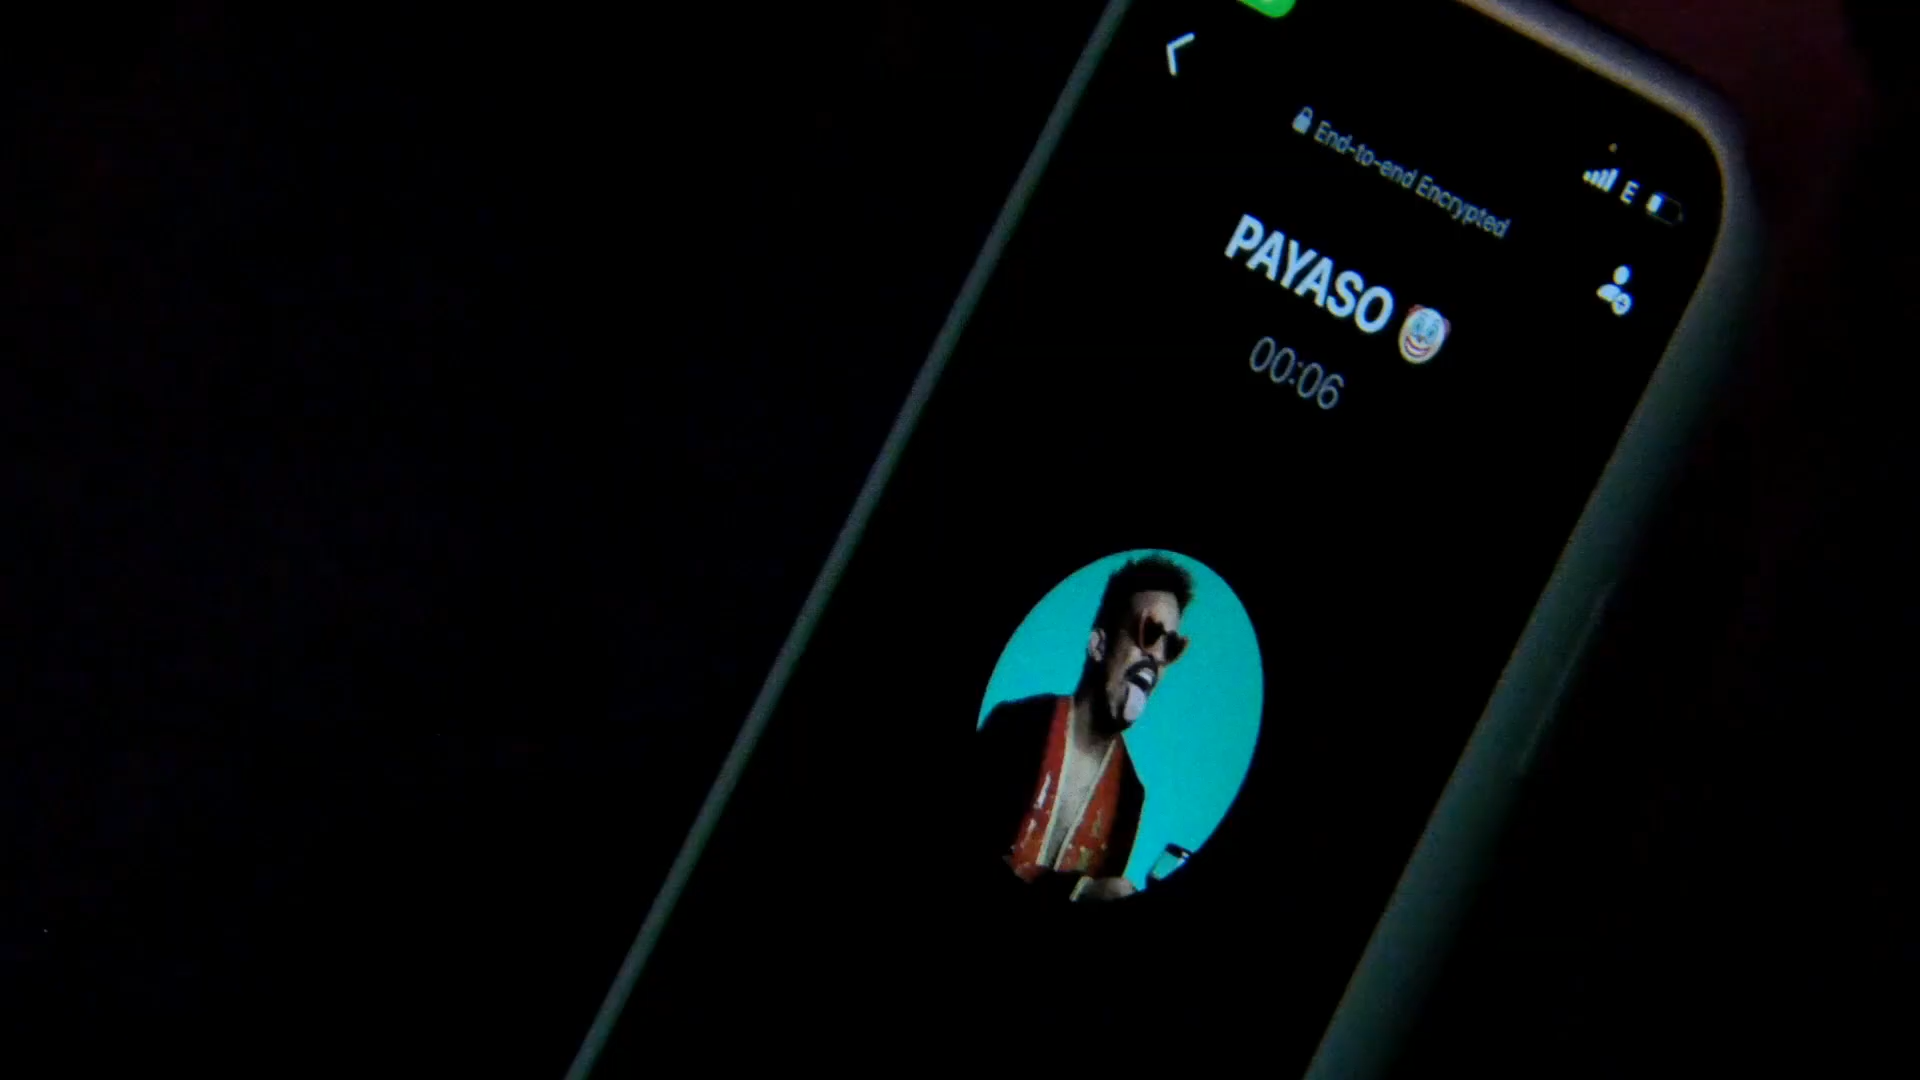 End-to-end Encrypted
E
PAYASO 🤡
00:06